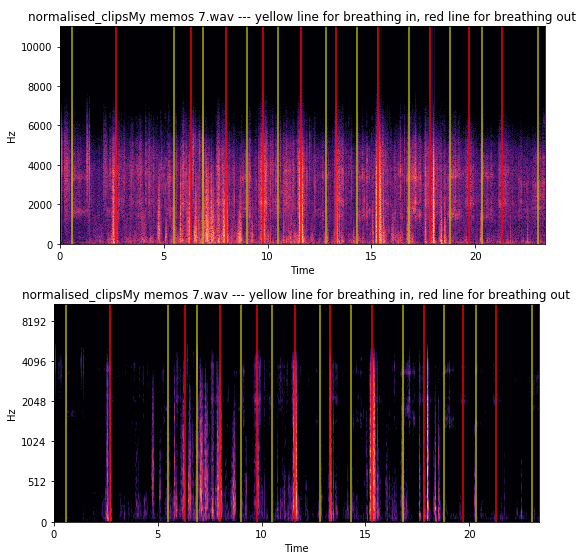 normalised_clipsMy memos 7.wav --- yellow line for breathing in, red line for breathing out
10000
8000
6000
4000
2000
0
Hz
0 5 10 15 20
Time
normalised_clipsMy memos 7.wav --- yellow line for breathing in, red line for breathing out
8192
4096
2048
1024
512
0
Hz
0 5 10 15 20
Time